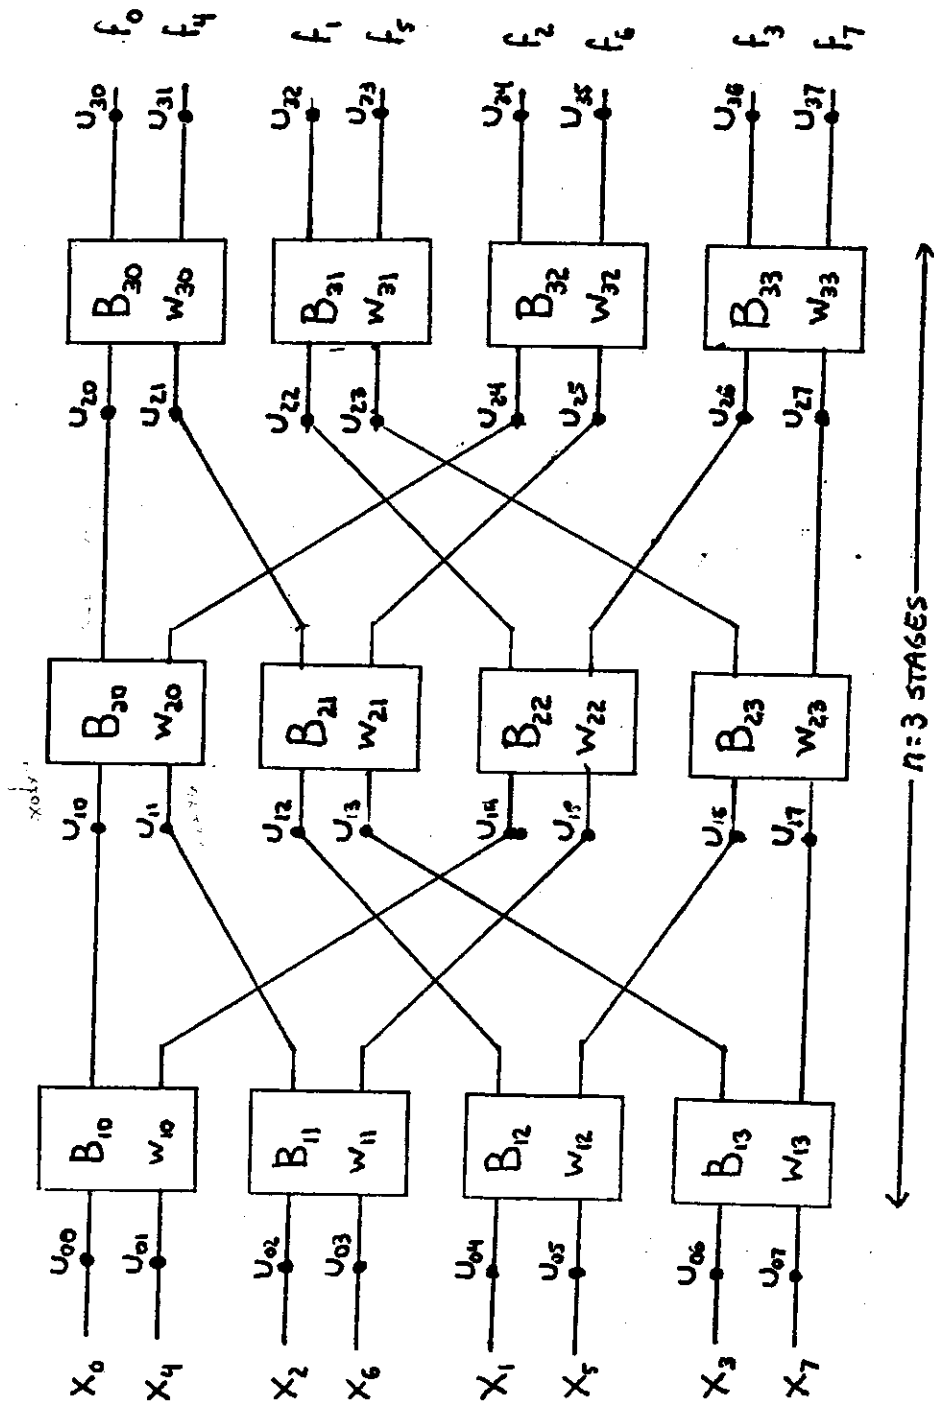 X₀ U₀₀ B₁₀ U₁₀ B₂₀ U₂₀ B₃₀ U₃₀ f₀
X₄ U₀₁ W₁₀ U₁₁ W₂₀ U₂₁ W₃₀ U₃₁ f₄
X₂ U₀₂ B₁₁ U₁₂ B₂₁ U₂₂ B₃₁ U₃₂ f₁
X₆ U₀₃ W₁₁ U₁₃ W₂₁ U₂₃ W₃₁ U₃₃ f₅
X₁ U₀₄ B₁₂ U₁₄ B₂₂ U₂₄ B₃₂ U₃₄ f₂
X₅ U₀₅ W₁₂ U₁₅ W₂₂ U₂₅ W₃₂ U₃₅ f₆
X₃ U₀₆ B₁₃ U₁₆ B₂₃ U₂₆ B₃₃ U₃₆ f₃
X₇ U₀₇ W₁₃ U₁₇ W₂₃ U₂₇ W₃₃ U₃₇ f₇
n=3 STAGES